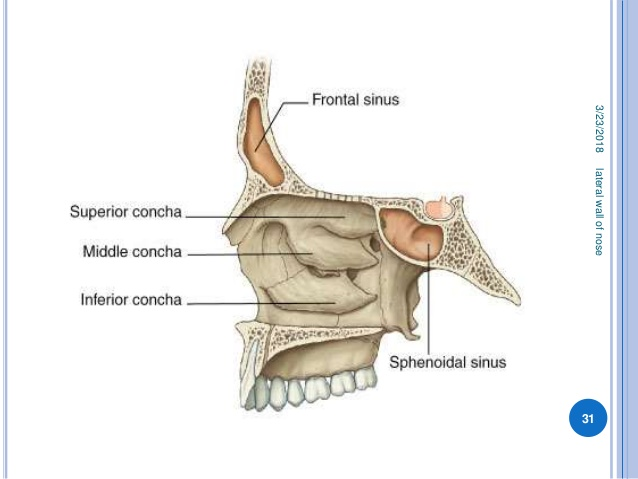 Frontal sinus
Superior concha
Middle concha
Inferior concha
Sphenoidal sinus
3/23/2018
lateral wall of nose
31